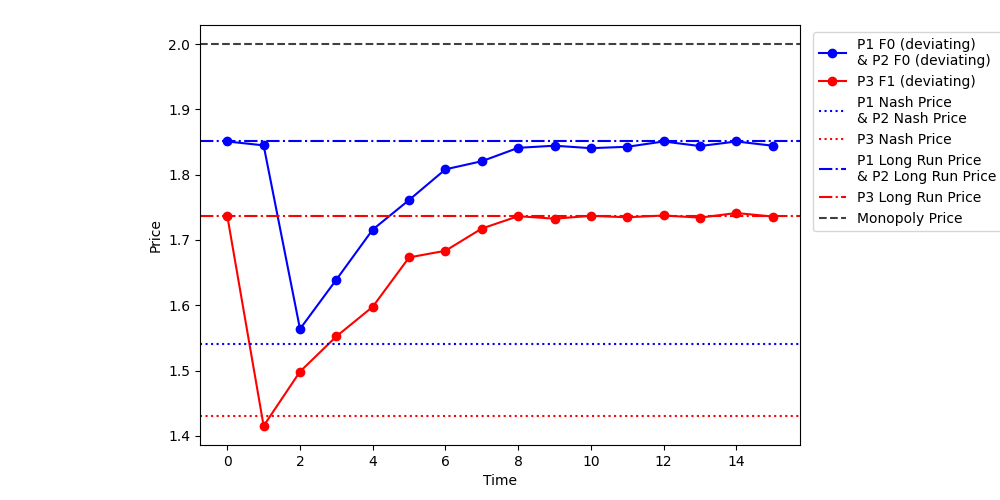 2.0
1.9
1.8
1.7
1.6
1.5
1.4
Price
0
2
4
6
8
10
12
14
Time
P1 F0 (deviating)
& P2 F0 (deviating)
P3 F1 (deviating)
P1 Nash Price
& P2 Nash Price
P3 Nash Price
P1 Long Run Price
& P2 Long Run Price
P3 Long Run Price
Monopoly Price